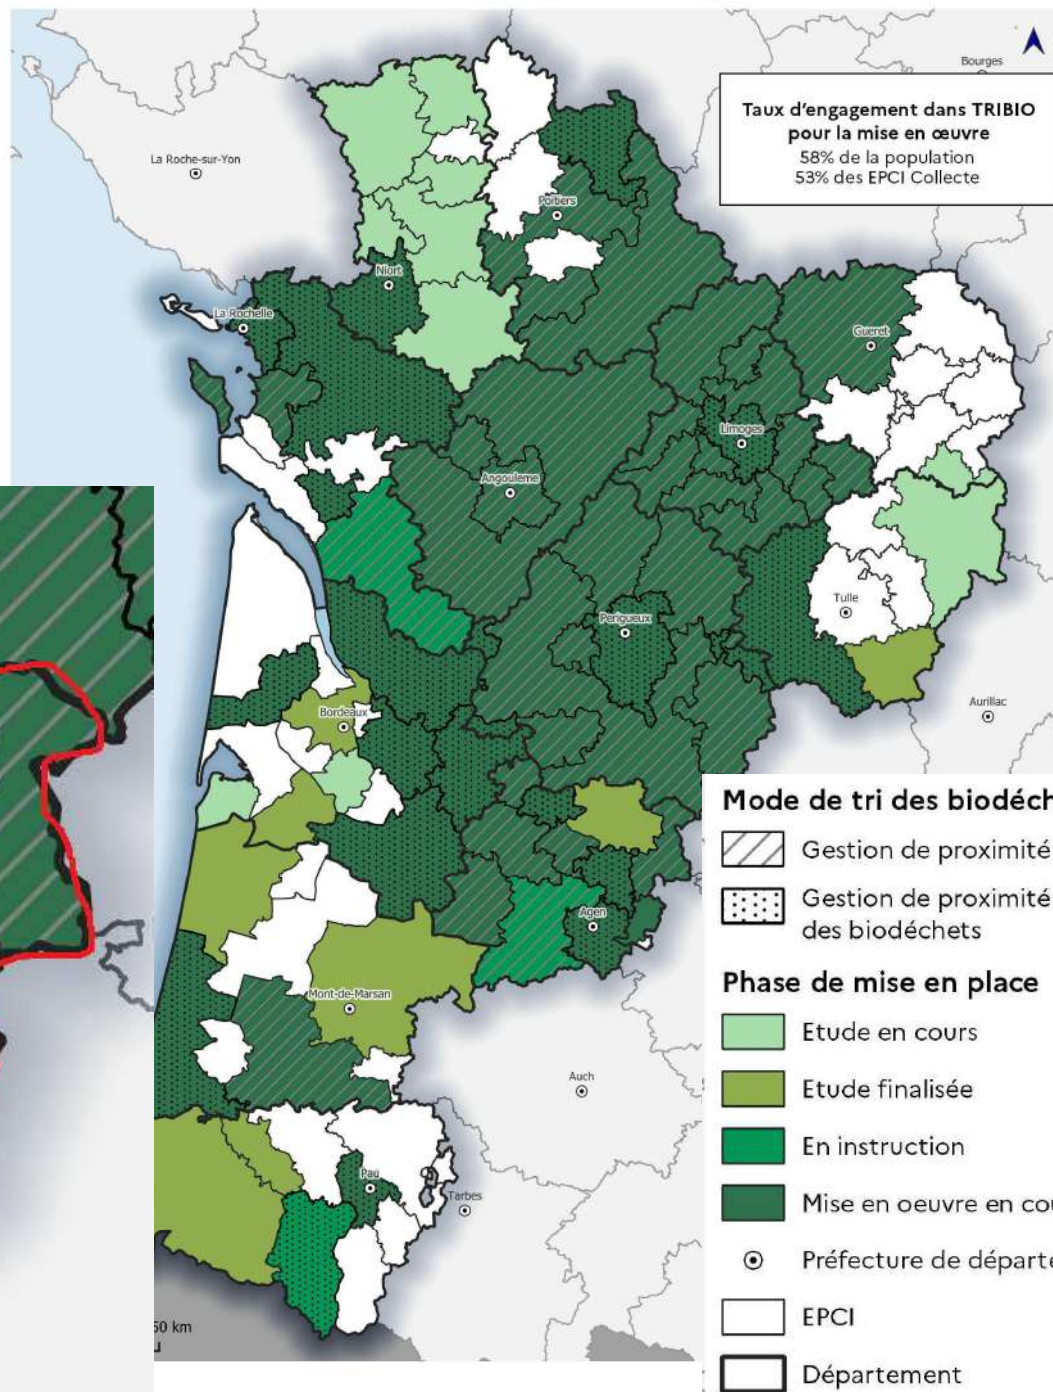 Bourges
Taux d'engagement dans TRIBIO
pour la mise en œuvre
58% de la population
53% des EPCI Collecte
La Roche-sur-Yon
Poitiers
Niort
La Rochelle
Gueret
Limoges
Angouleme
Tulle
Perigueux
Aurillac
Bordeaux
Agen
Mont-de-Marsan
Auch
Pau
Tarbes
50 km
Mode de tri des biodéch
Gestion de proximité
Gestion de proximité
des biodéchets
Phase de mise en place
Etude en cours
Etude finalisée
En instruction
Mise en oeuvre en cou
Préfecture de départe
EPCI
Département